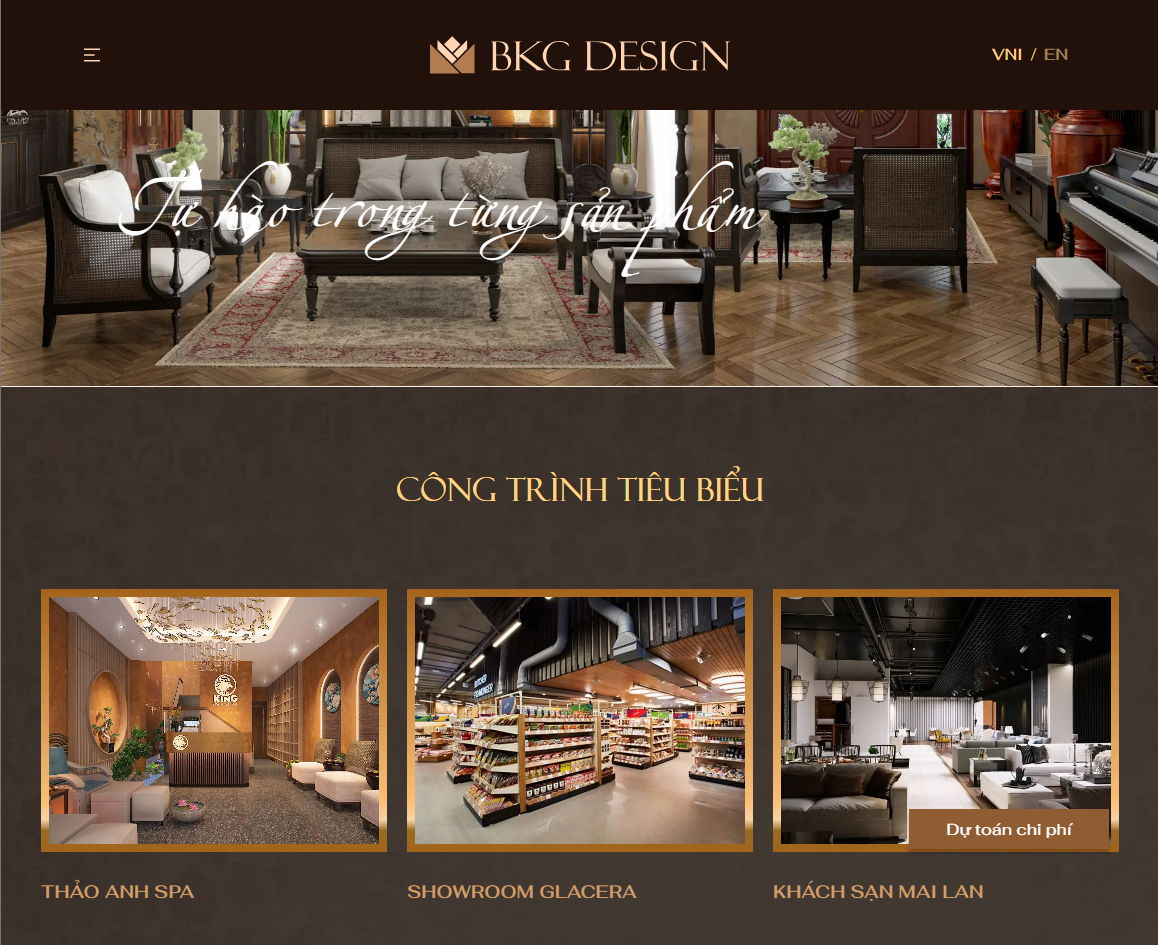 BKG DESIGN
VNI / EN
Tự hào trong từng sản phẩm
CÔNG TRÌNH TIÊU BIỂU
KING
Dự toán chi phí
THẢO ANH SPA
SHOWROOM GLACERA
KHÁCH SẠN MAI LAN